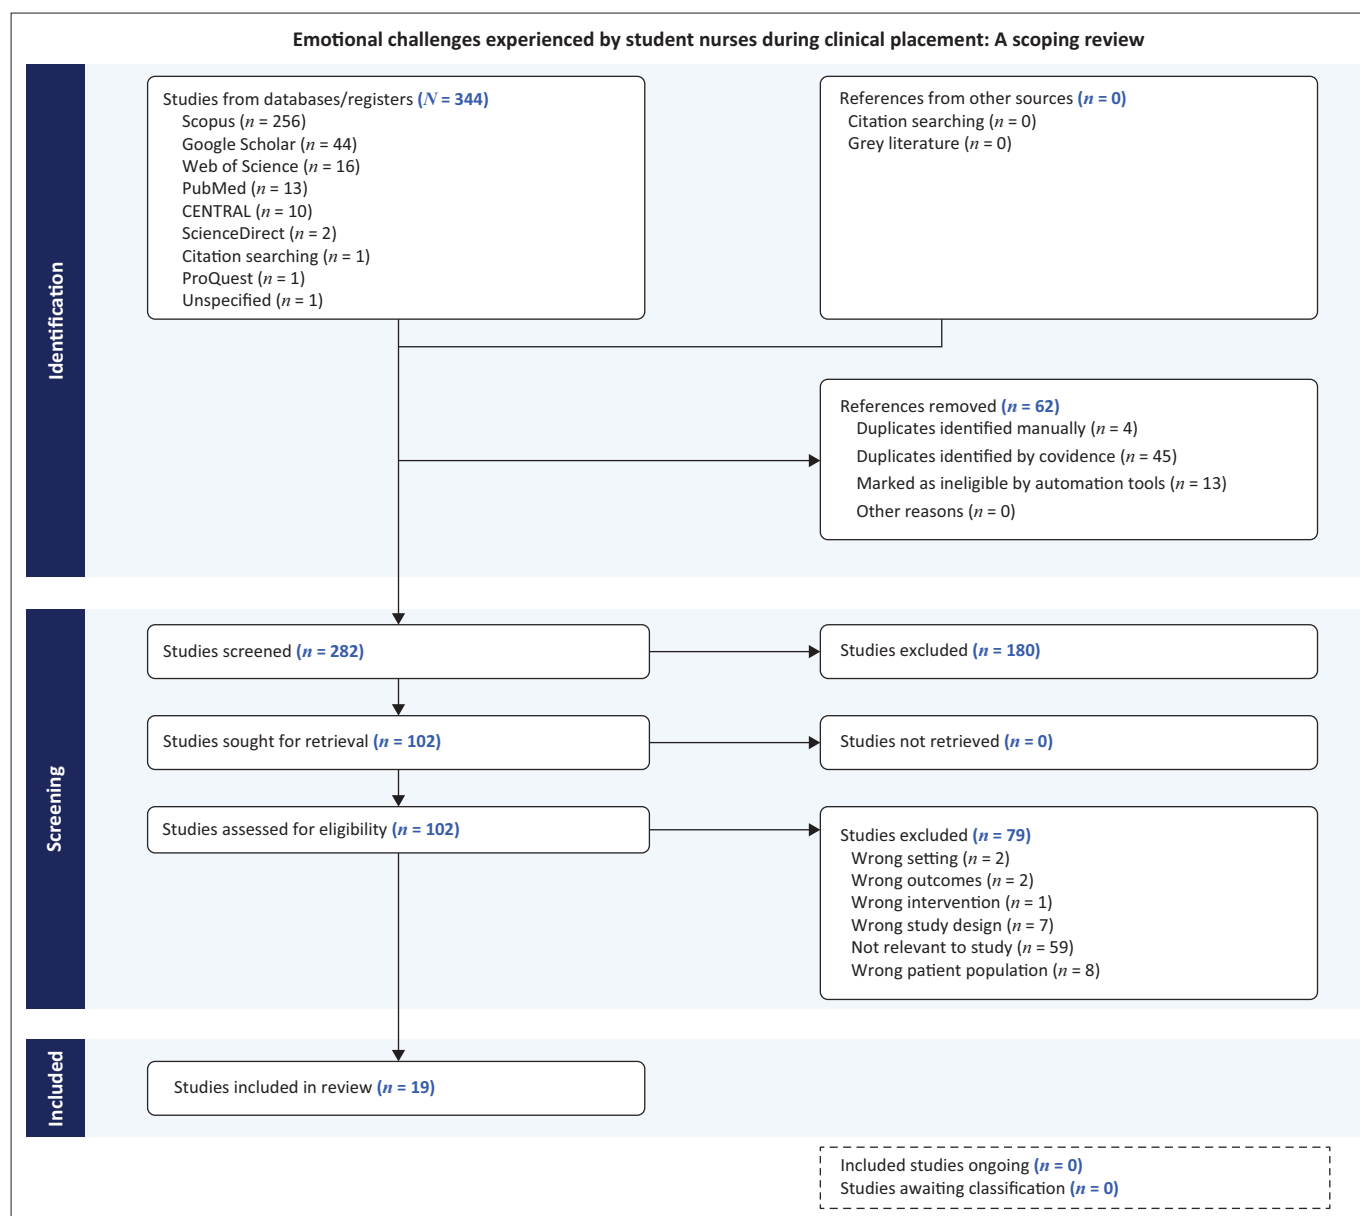 Emotional challenges experienced by student nurses during clinical placement: A scoping review
Identification
Studies from databases/registers (N = 344)
Scopus (n = 256)
Google Scholar (n = 44)
Web of Science (n = 16)
PubMed (n = 13)
CENTRAL (n = 10)
ScienceDirect (n = 2)
Citation searching (n = 1)
ProQuest (n = 1)
Unspecified (n = 1)
References from other sources (n = 0)
Citation searching (n = 0)
Grey literature (n = 0)
References removed (n = 62)
Duplicates identified manually (n = 4)
Duplicates identified by covidence (n = 45)
Marked as ineligible by automation tools (n = 13)
Other reasons (n = 0)
Screening
Studies screened (n = 282)
Studies excluded (n = 180)
Studies sought for retrieval (n = 102)
Studies not retrieved (n = 0)
Studies assessed for eligibility (n = 102)
Studies excluded (n = 79)
Wrong setting (n = 2)
Wrong outcomes (n = 2)
Wrong intervention (n = 1)
Wrong study design (n = 7)
Not relevant to study (n = 59)
Wrong patient population (n = 8)
Included
Studies included in review (n = 19)
Included studies ongoing (n = 0)
Studies awaiting classification (n = 0)